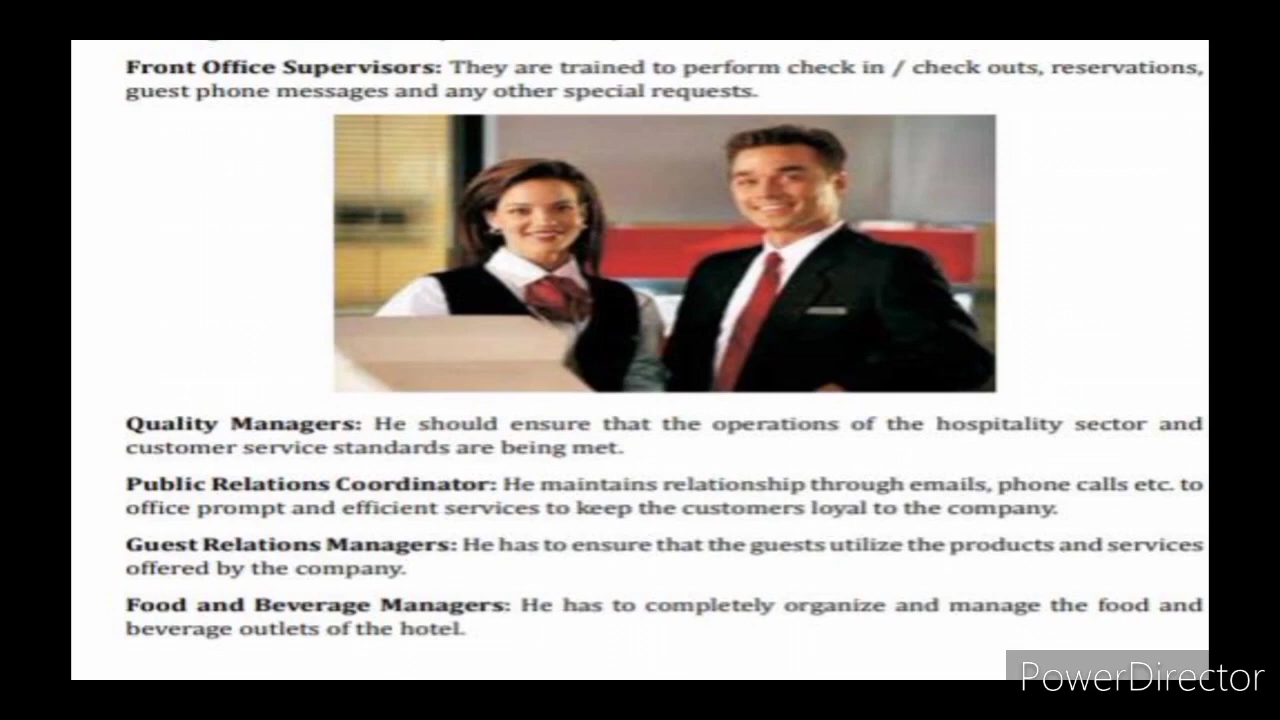 Front Office Supervisors: They are trained to perform check in / check outs, reservations,
guest phone messages and any other special requests.
Quality Managers: He should ensure that the operations of the hospitality sector and
customer service standards are being met.
Public Relations Coordinator: He maintains relationship through emails, phone calls etc. to
office prompt and efficient services to keep the customers loyal to the company.
Guest Relations Managers: He has to ensure that the guests utilize the products and services
offered by the company.
Food and Beverage Managers: He has to completely organize and manage the food and
beverage outlets of the hotel.
PowerDirector